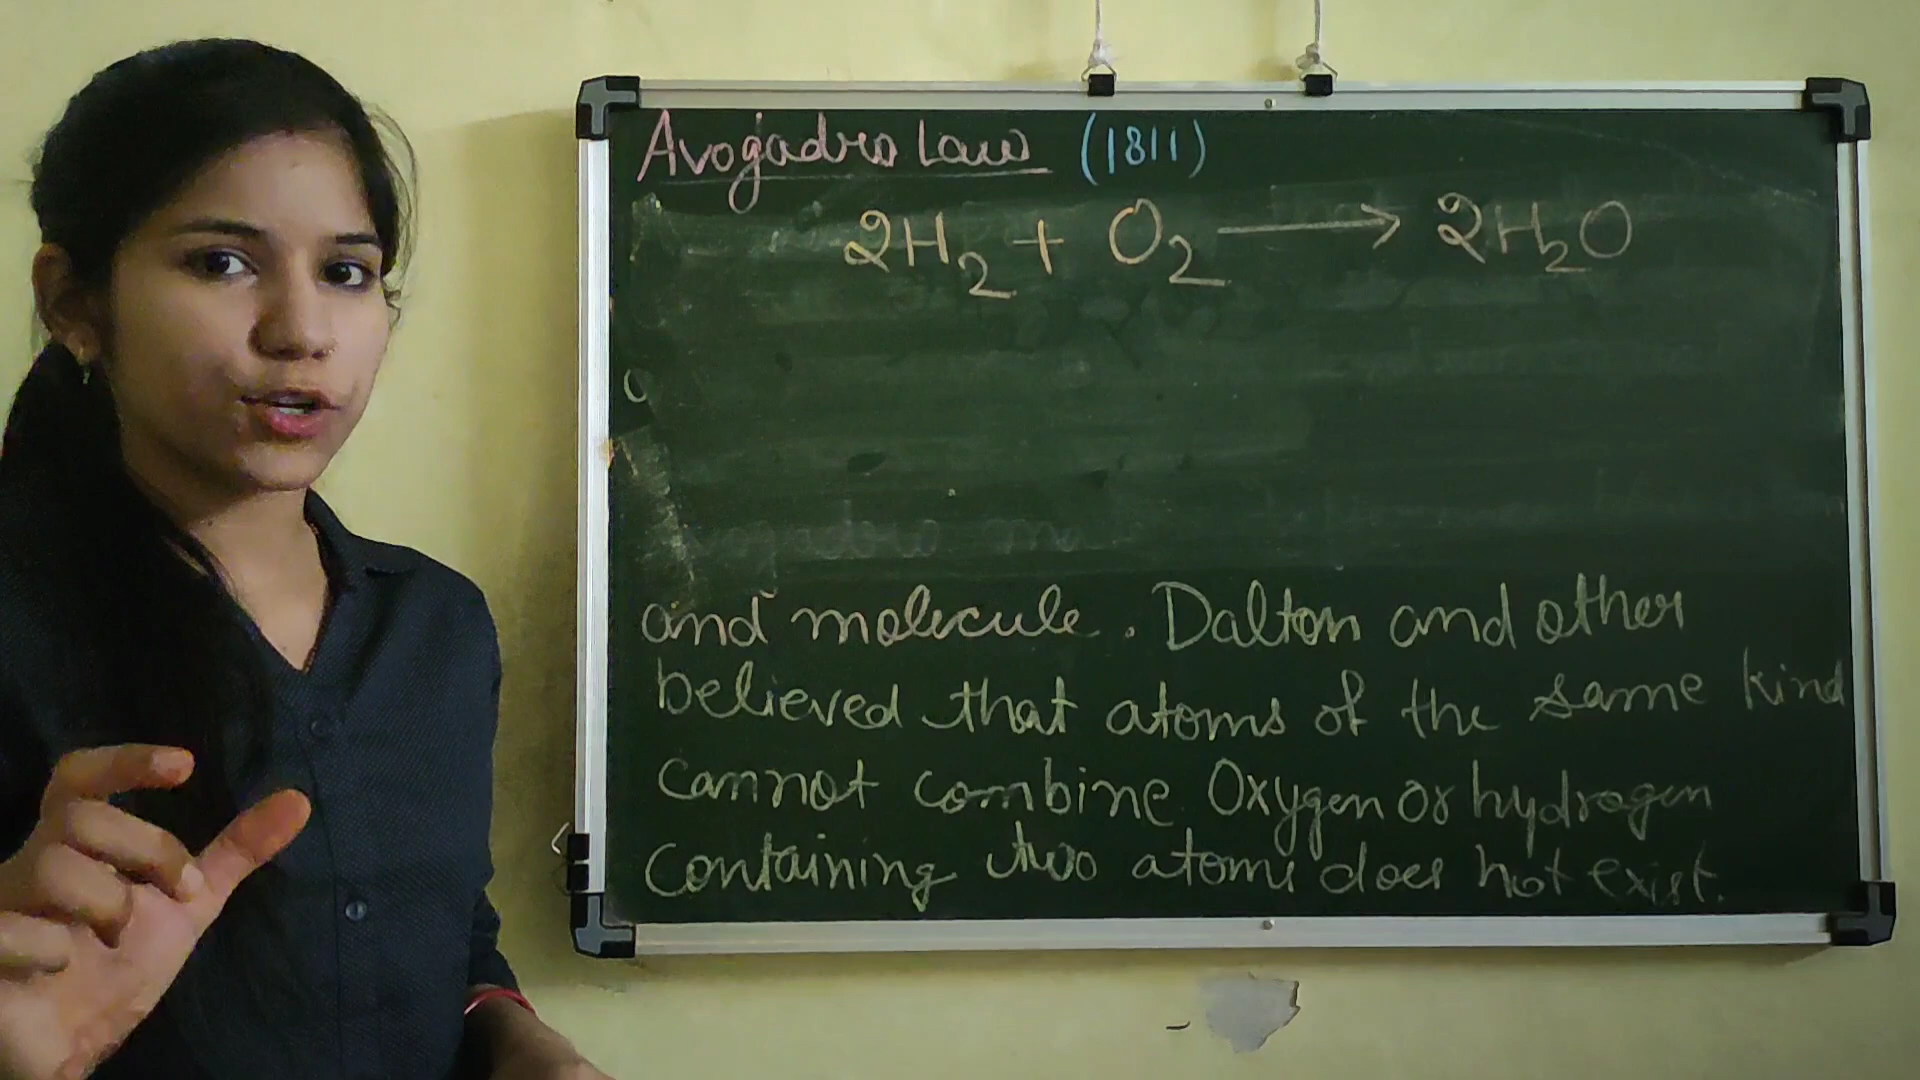 Avogadro Law (1811)
2H₂ + O₂ → 2H₂O
and molecule. Dalton and other
believed that atoms of the same kind
cannot combine Oxygen or hydrogen
containing two atoms does not exist.